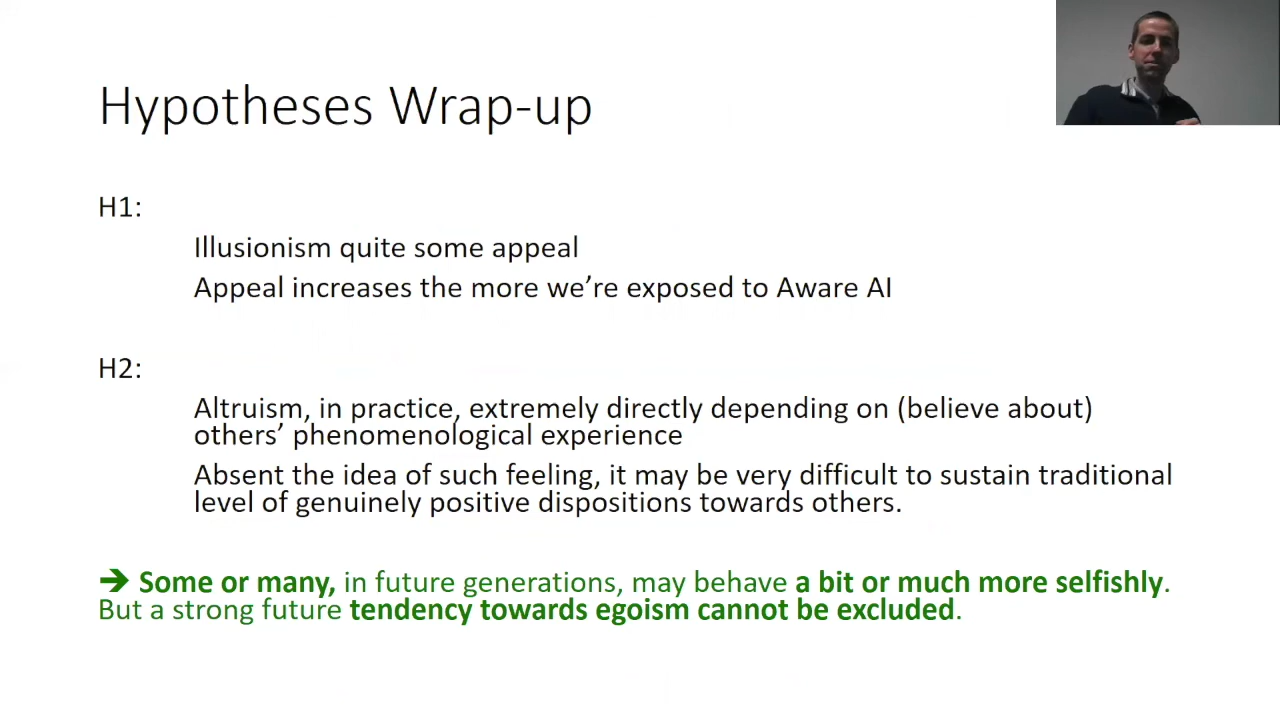 Hypotheses Wrap-up
H1:
Illusionism quite some appeal
Appeal increases the more we’re exposed to Aware AI
H2:
Altruism, in practice, extremely directly depending on (believe about)
others’ phenomenological experience
Absent the idea of such feeling, it may be very difficult to sustain traditional
level of genuinely positive dispositions towards others.
➔ Some or many, in future generations, may behave a bit or much more selfishly.
But a strong future tendency towards egoism cannot be excluded.